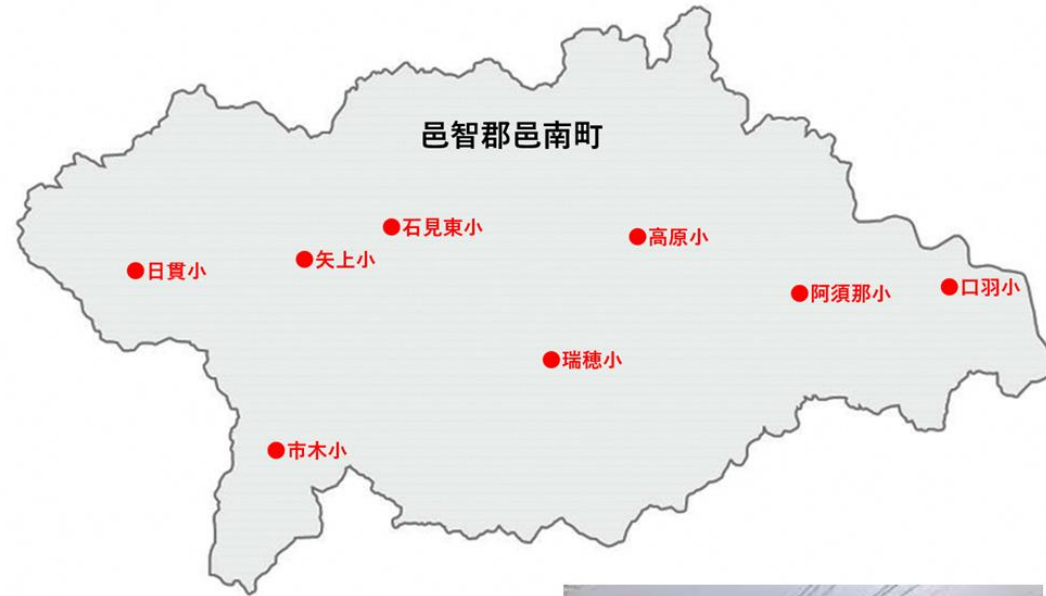 邑智郡邑南町
石見東小
高原小
矢上小
日貫小
阿須那小
口羽小
瑞穂小
市木小